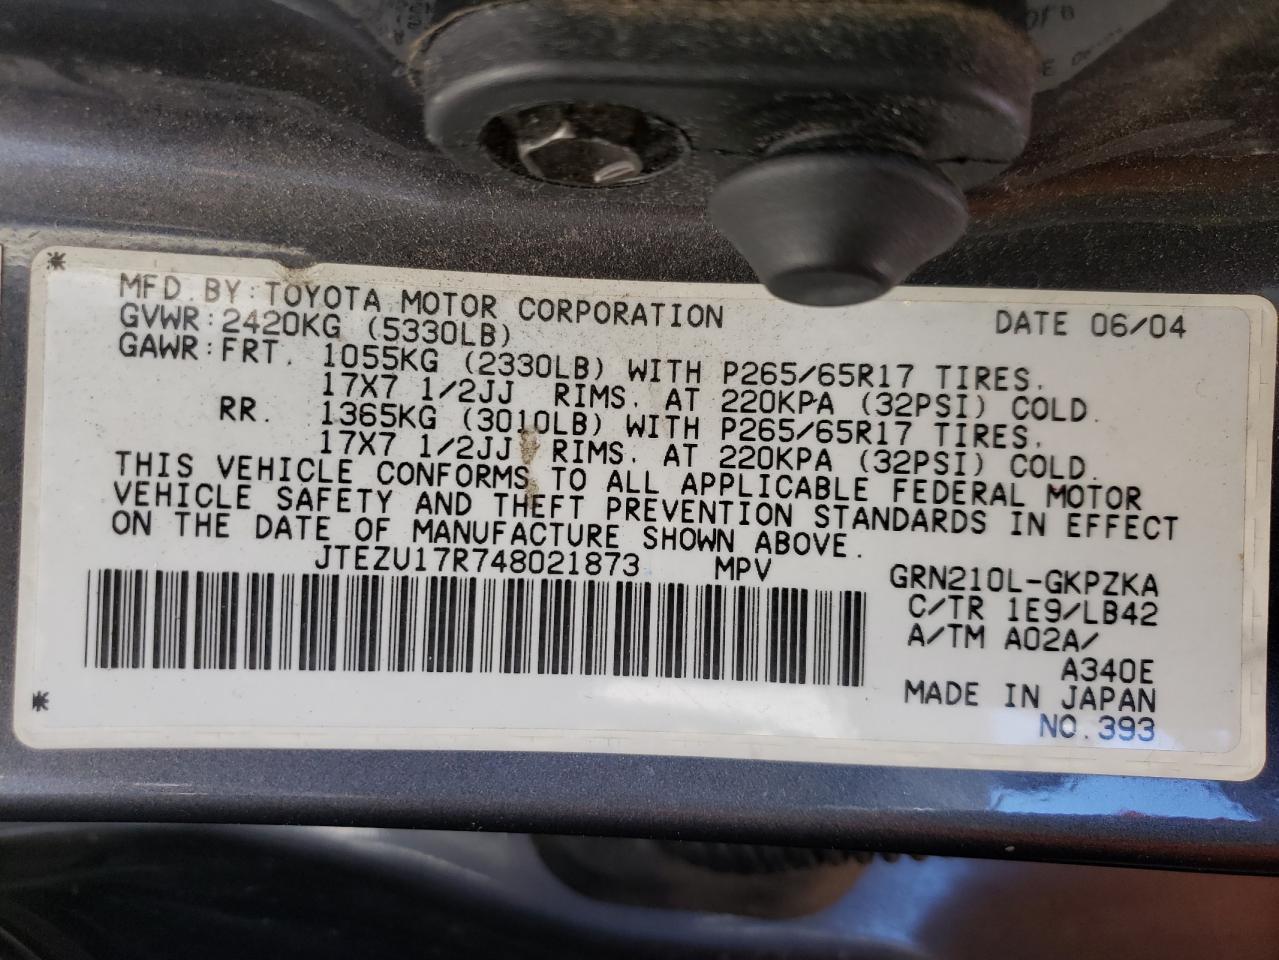 MFD. BY: TOYOTA MOTOR CORPORATION DATE 06/04
GVWR: 2420KG (5330LB)
GAWR: FRT. 1055KG (2330LB) WITH P265/65R17 TIRES.
17X7 1/2JJ RIMS. AT 220KPA (32PSI) COLD.
RR. 1365KG (3010LB) WITH P265/65R17 TIRES.
17X7 1/2JJ RIMS. AT 220KPA (32PSI) COLD.
THIS VEHICLE CONFORMS TO ALL APPLICABLE FEDERAL MOTOR
VEHICLE SAFETY AND THEFT PREVENTION STANDARDS IN EFFECT
ON THE DATE OF MANUFACTURE SHOWN ABOVE.
JTEZU17R748021873 MPV
GRN210L-GKPZKA
C/TR 1E9/LB42
A/TM A02A/
A340E
MADE IN JAPAN
NO. 393